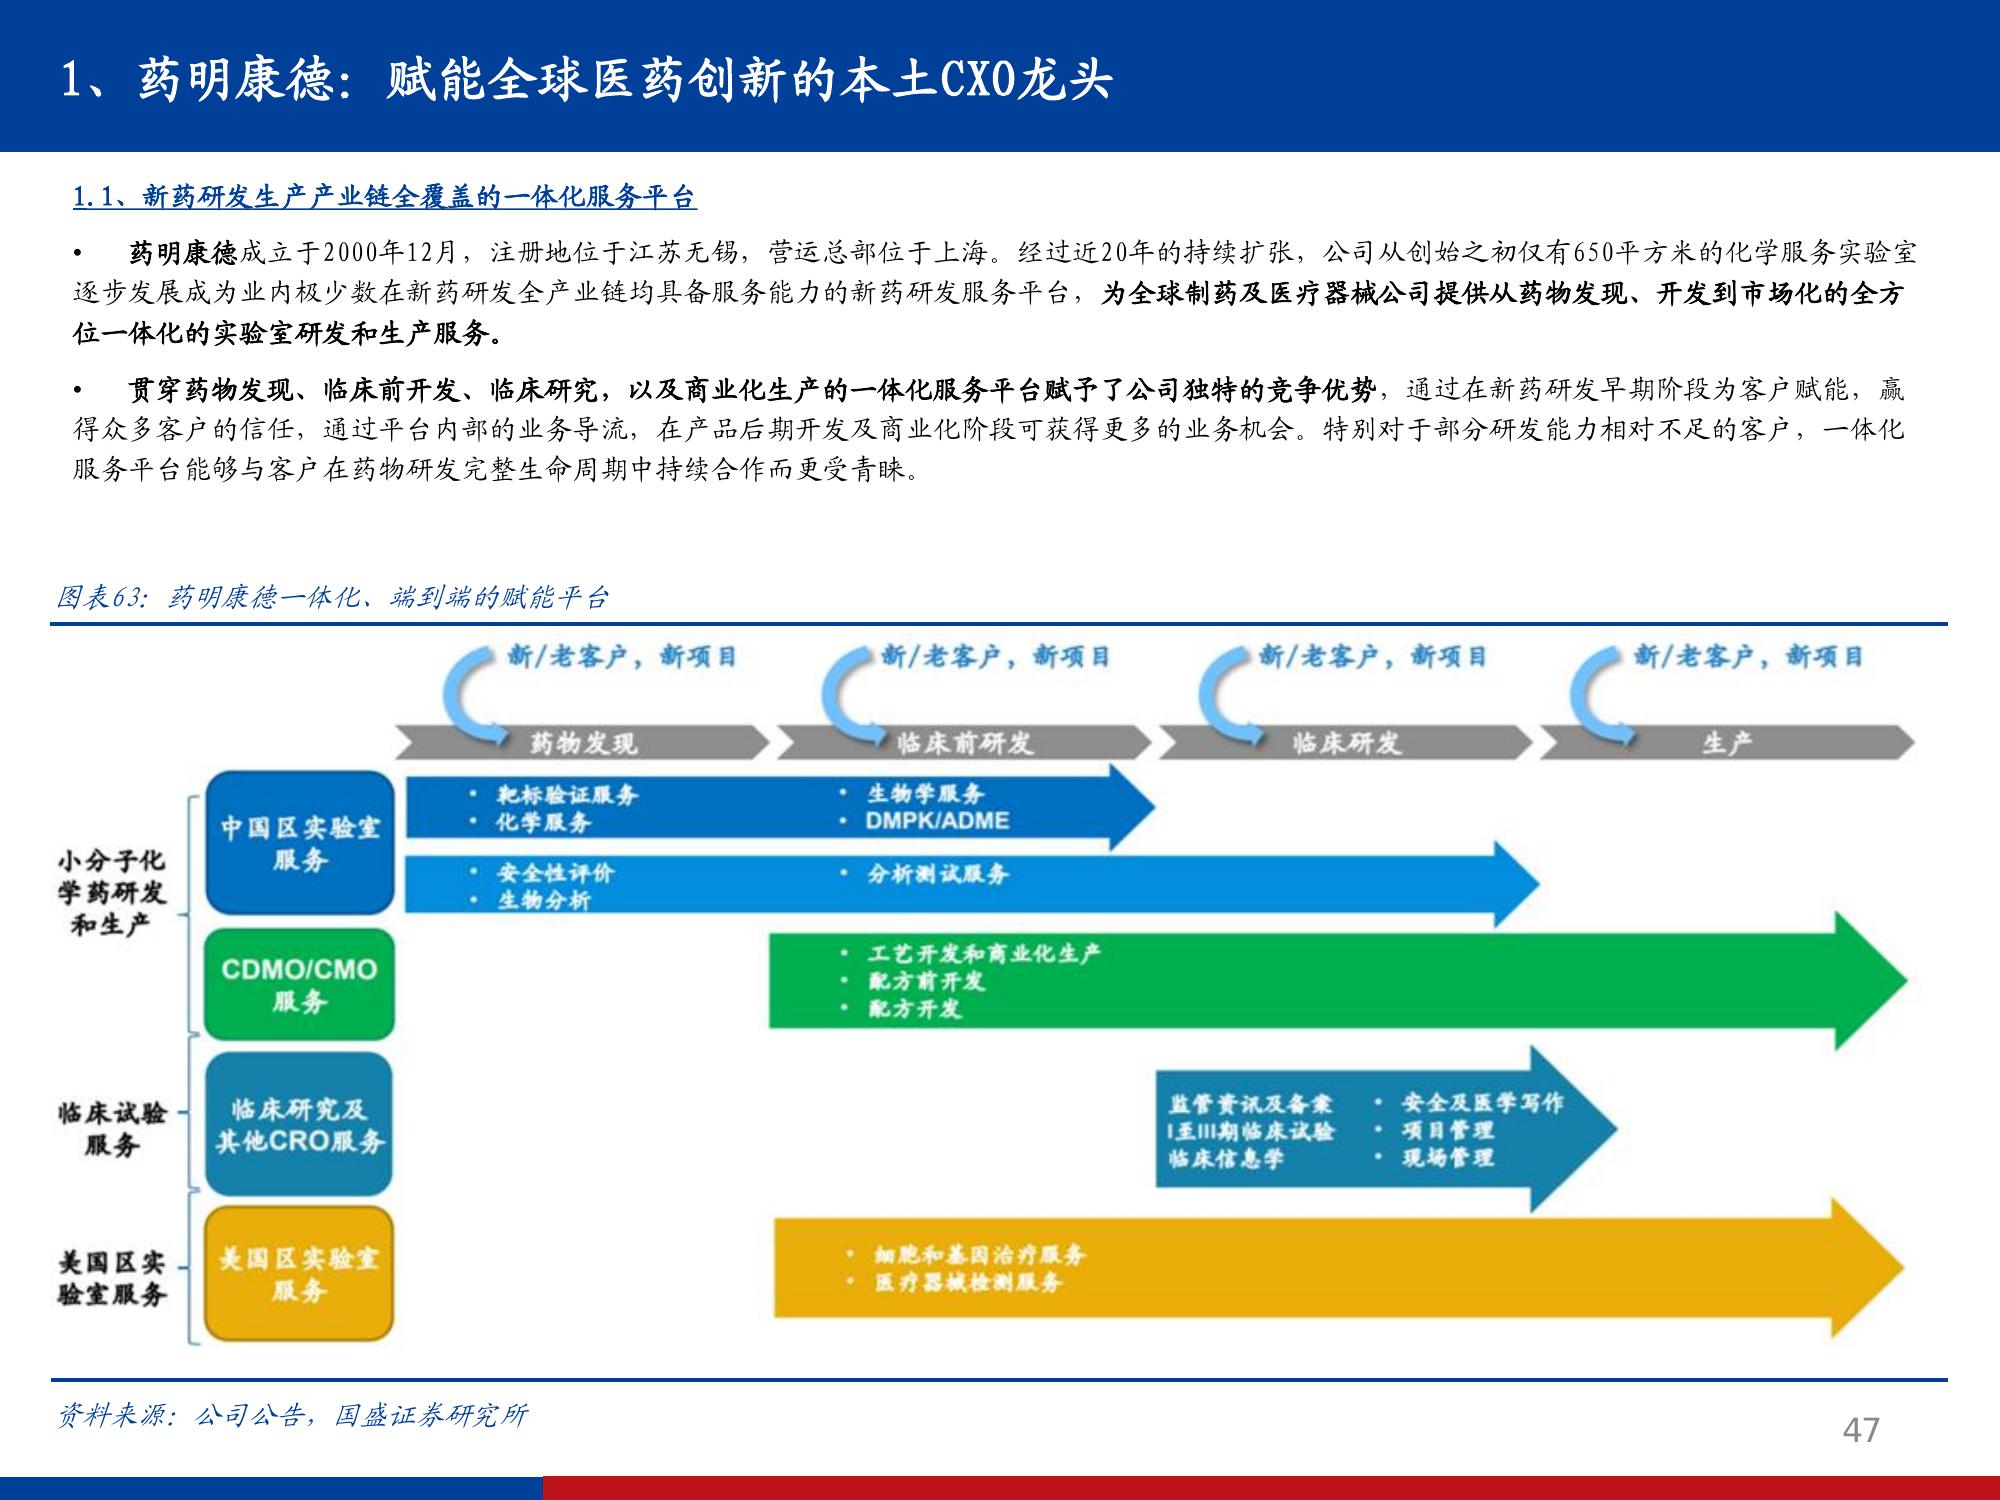 1、药明康德：赋能全球医药创新的本土CXO龙头
1.1、新药研发生产产业链全覆盖的一体化服务平台
• 药明康德成立于2000年12月，注册地位于江苏无锡，营运总部位于上海。经过近20年的持续扩张，公司从创始之初仅有650平方米的化学服务实验室
逐步发展成为业内极少数在新药研发全产业链均具备服务能力的新药研发服务平台，为全球制药及医疗器械公司提供从药物发现、开发到市场化的全方
位一体化的实验室研发和生产服务。
• 贯穿药物发现、临床前开发、临床研究，以及商业化生产的一体化服务平台赋予了公司独特的竞争优势，通过在新药研发早期阶段为客户赋能，赢
得众多客户的信任，通过平台内部的业务导流，在产品后期开发及商业化阶段可获得更多的业务机会。特别对于部分研发能力相对不足的客户，一体化
服务平台能够与客户在药物研发完整生命周期中持续合作而更受青睐。
图表63：药明康德一体化、端到端的赋能平台
新/老客户，新项目
新/老客户，新项目
新/老客户，新项目
新/老客户，新项目
药物发现
临床前研发
临床研发
生产
小分子化
学药研发
和生产
中国区实验室
服务
• 靶标验证服务
• 化学服务
• 生物学服务
• DMPK/ADME
• 安全性评价
• 生物分析
• 分析测试服务
CDMO/CMO
服务
• 工艺开发和商业化生产
• 配方前开发
• 配方开发
临床试验
服务
临床研究及
其他CRO服务
监管资讯及备案
I至III期临床试验
临床信息学
• 安全及医学写作
• 项目管理
• 现场管理
美国区实
验室服务
美国区实验室
服务
• 细胞和基因治疗服务
• 医疗器械检测服务
资料来源：公司公告，国盛证券研究所
47